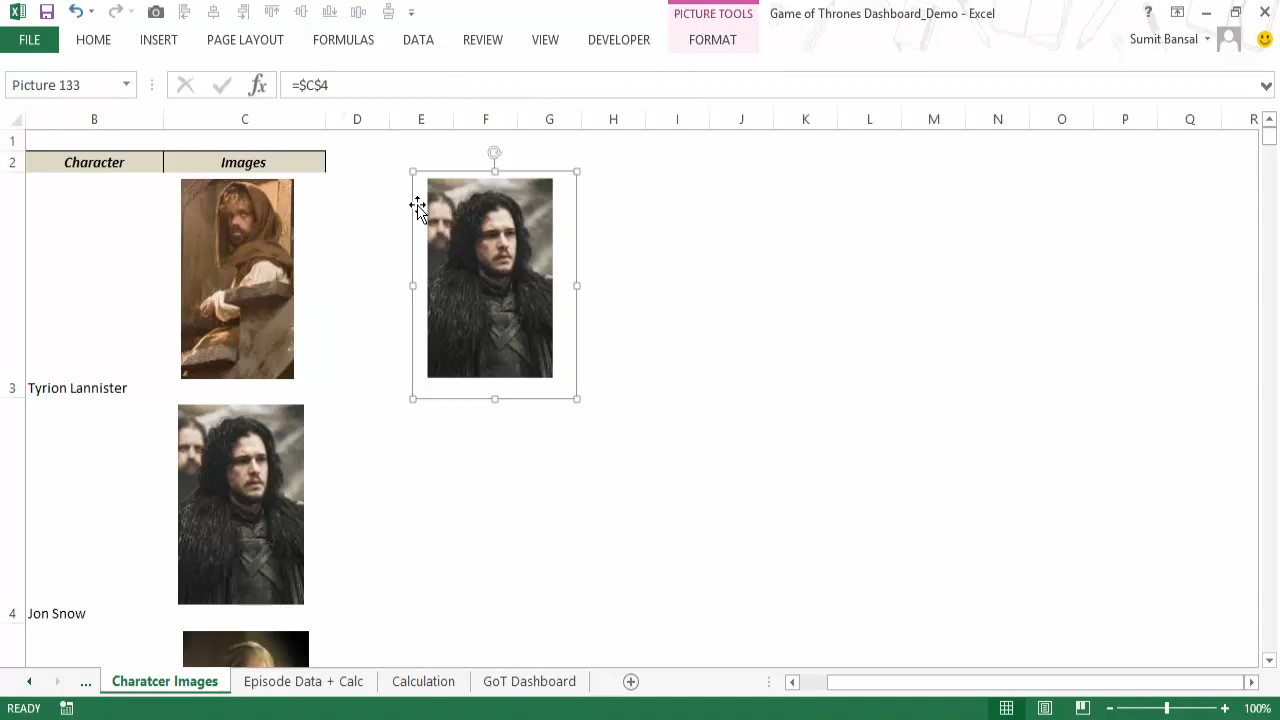 PICTURE TOOLS
Game of Thrones Dashboard_Demo - Excel
?
FILE HOME INSERT PAGE LAYOUT FORMULAS DATA REVIEW VIEW DEVELOPER FORMAT Sumit Bansal
Picture 133 fx =$C$4
B C D E F G H I J K L M N O P Q R
1
2 Character Images
3 Tyrion Lannister
4 Jon Snow
... Charatcer Images Episode Data + Calc Calculation GoT Dashboard
READY 100%